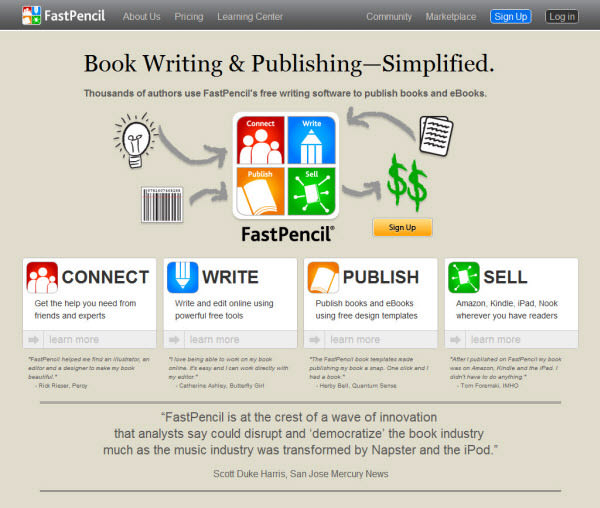 FastPencil About Us Pricing Learning Center Community Marketplace Sign Up Log in
Book Writing & Publishing—Simplified.
Thousands of authors use FastPencil's free writing software to publish books and eBooks.
Connect Write
Publish Sell
FastPencil®
Sign Up
CONNECT
Get the help you need from
friends and experts
learn more
"FastPencil helped me find an illustrator, an
editor and a designer to make my book
beautiful."
WRITE
Write and edit online using
powerful free tools
learn more
"I love being able to work on my book
online. It's easy and I can work directly with
my editor."
- Catherine Ashley, Butterfly Girl
PUBLISH
Publish books and eBooks
using free design templates
learn more
"The FastPencil book templates made
publishing my book a snap. One click and I
had a book."
- Herby Bell, Quantum Sense
SELL
Amazon, Kindle, iPad, Nook
wherever you have readers
learn more
"After I published on FastPencil my book
was on Amazon, Kindle and the iPad. I
didn't have to do anything."
- Tom Foremski, IMHO
“FastPencil is at the crest of a wave of innovation
that analysts say could disrupt and ‘democratize’ the book industry
much as the music industry was transformed by Napster and the iPod.”
Scott Duke Harris, San Jose Mercury News